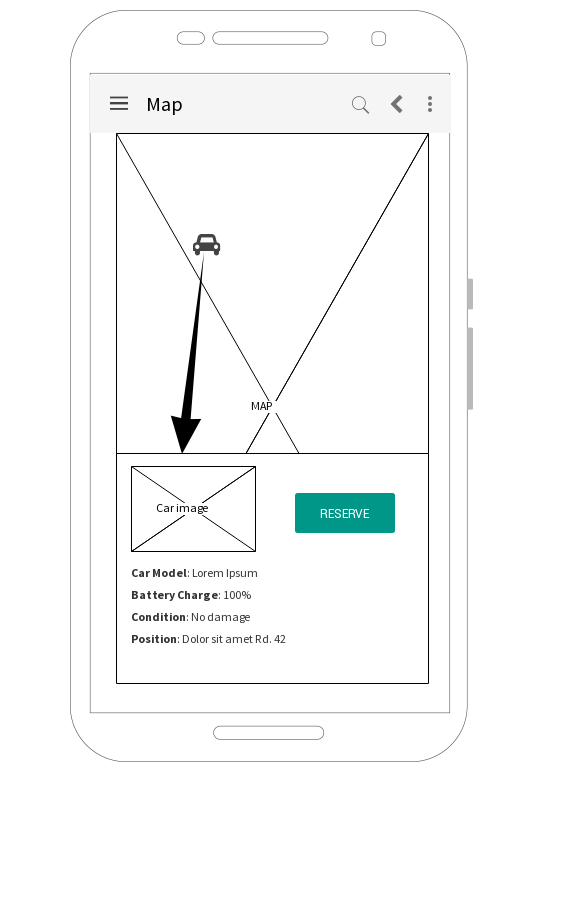 Map
MAP
Car image
RESERVE
Car Model: Lorem Ipsum
Battery Charge: 100%
Condition: No damage
Position: Dolor sit amet Rd. 42